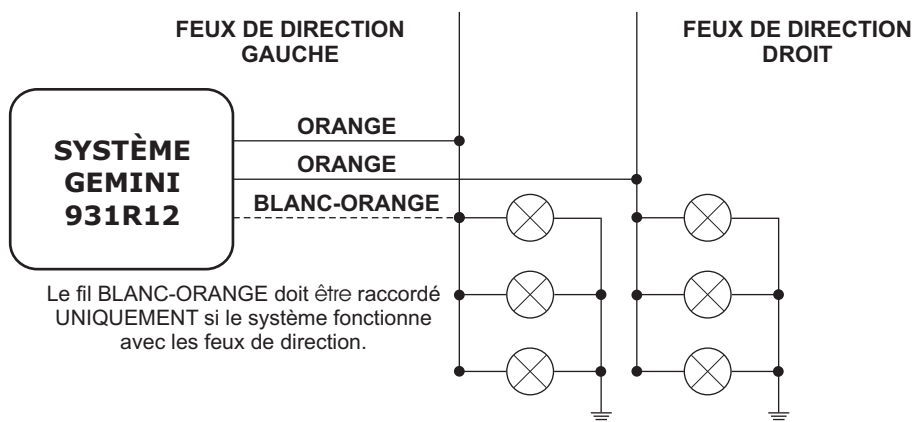 FEUX DE DIRECTION
GAUCHE
FEUX DE DIRECTION
DROIT
SYSTÈME
GEMINI
931R12
ORANGE
ORANGE
BLANC-ORANGE
Le fil BLANC-ORANGE doit être raccordé
UNIQUEMENT si le système fonctionne
avec les feux de direction.